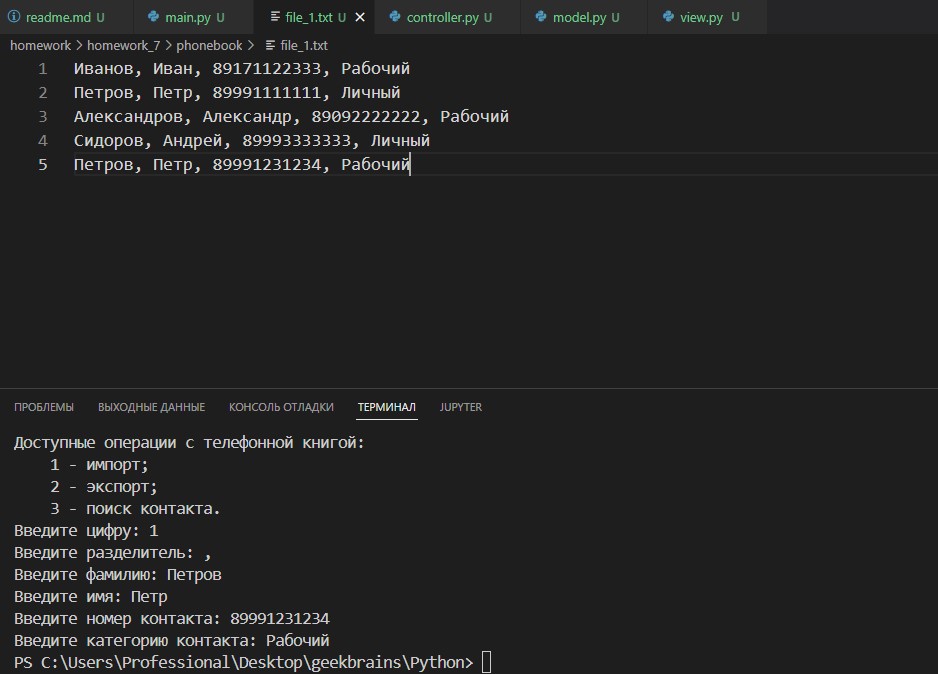 readme.md U main.py U file_1.txt U controller.py U model.py U view.py U
homework > homework_7 > phonebook > file_1.txt
1 Иванов, Иван, 89171122333, Рабочий
2 Петров, Петр, 89991111111, Личный
3 Александров, Александр, 89092222222, Рабочий
4 Сидоров, Андрей, 89993333333, Личный
5 Петров, Петр, 89991231234, Рабочий
ПРОБЛЕМЫ ВЫХОДНЫЕ ДАННЫЕ КОНСОЛЬ ОТЛАДКИ ТЕРМИНАЛ JUPYTER
Доступные операции с телефонной книгой:
1 - импорт;
2 - экспорт;
3 - поиск контакта.
Введите цифру: 1
Введите разделитель: ,
Введите фамилию: Петров
Введите имя: Петр
Введите номер контакта: 89991231234
Введите категорию контакта: Рабочий
PS C:\Users\Professional\Desktop\geekbrains\Python>